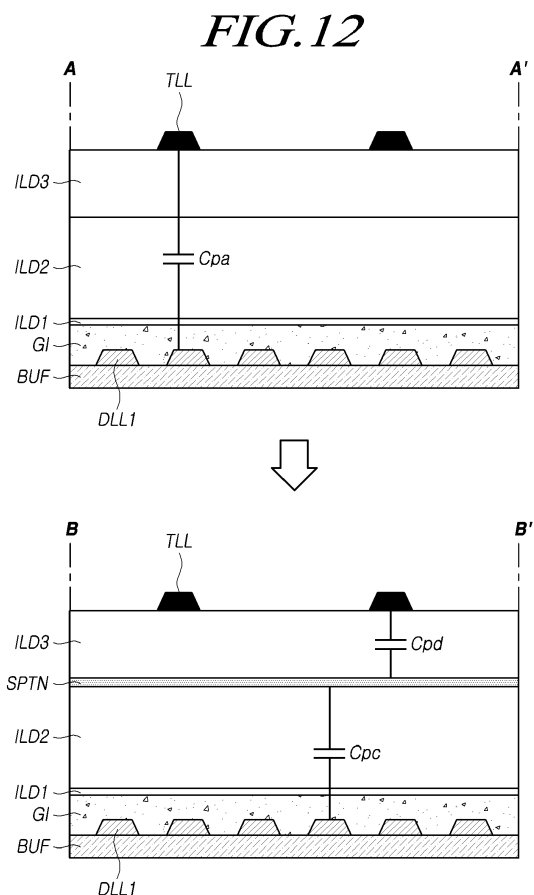 FIG.12
A A'
TLL
ILD3
ILD2
Cpa
ILD1
GI
BUF
DLL1
B B'
TLL
ILD3
Cpd
SPTN
ILD2
Cpc
ILD1
GI
BUF
DLL1